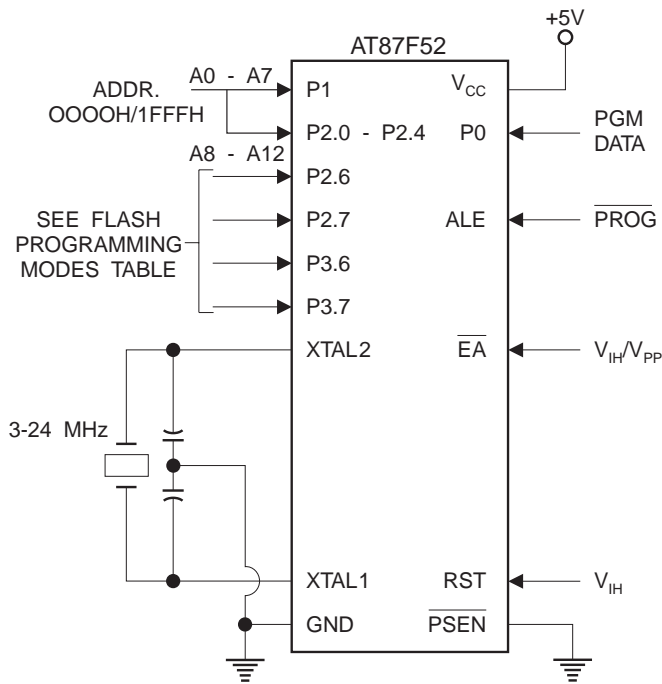 +5V
AT87F52
A0 - A7
ADDR.
OOOOH/1FFFH
P1
VCC
P2.0 - P2.4
P0
PGM
DATA
A8 - A12
P2.6
SEE FLASH
PROGRAMMING
MODES TABLE
P2.7
ALE
PROG
P3.6
P3.7
XTAL2
EA
VIH/VPP
3-24 MHz
XTAL1
RST
VIH
GND
PSEN